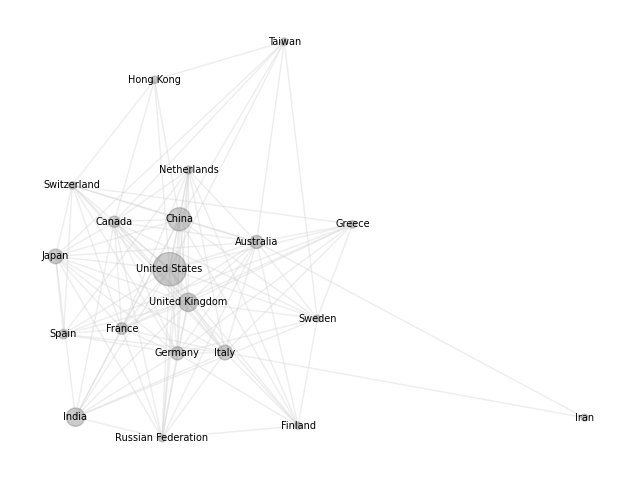 Taiwan
Hong Kong
Netherlands
Switzerland
Canada
China
Greece
Australia
Japan
United States
United Kingdom
Sweden
France
Spain
Germany
Italy
India
Iran
Finland
Russian Federation